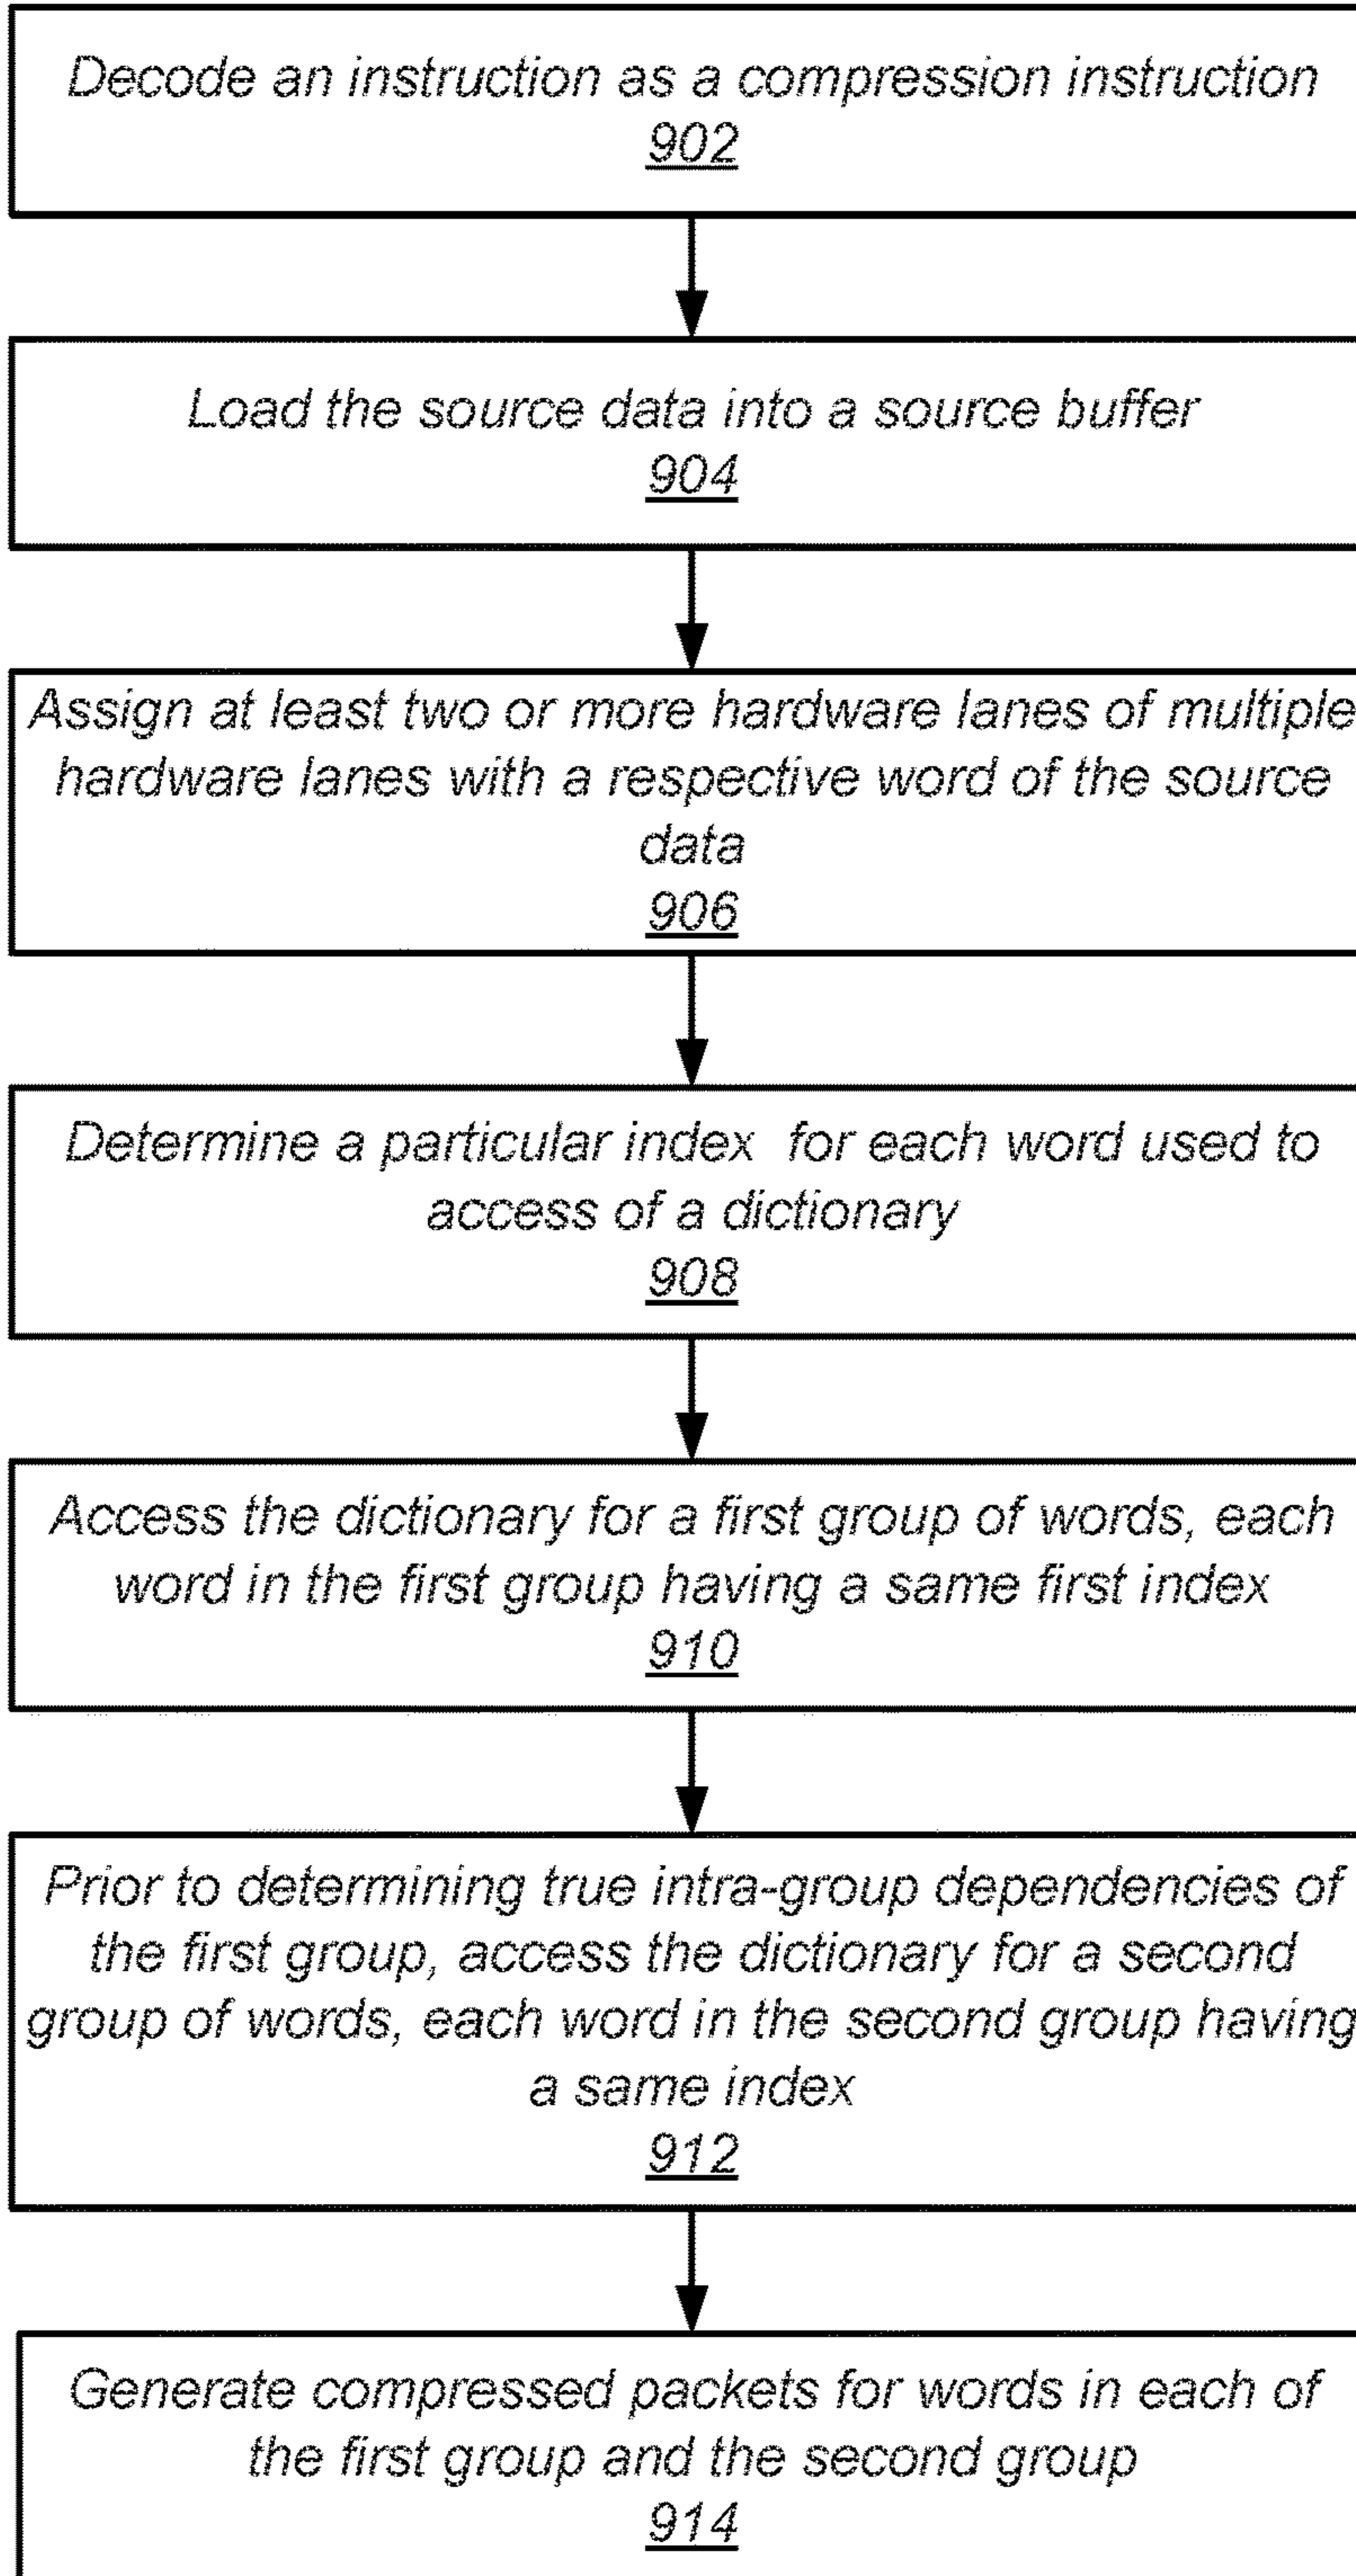 Decode an instruction as a compression instruction
902
Load the source data into a source buffer
904
Assign at least two or more hardware lanes of multiple
hardware lanes with a respective word of the source
data
906
Determine a particular index for each word used to
access of a dictionary
908
Access the dictionary for a first group of words, each
word in the first group having a same first index
910
Prior to determining true intra-group dependencies of
the first group, access the dictionary for a second
group of words, each word in the second group having
a same index
912
Generate compressed packets for words in each of
the first group and the second group
914